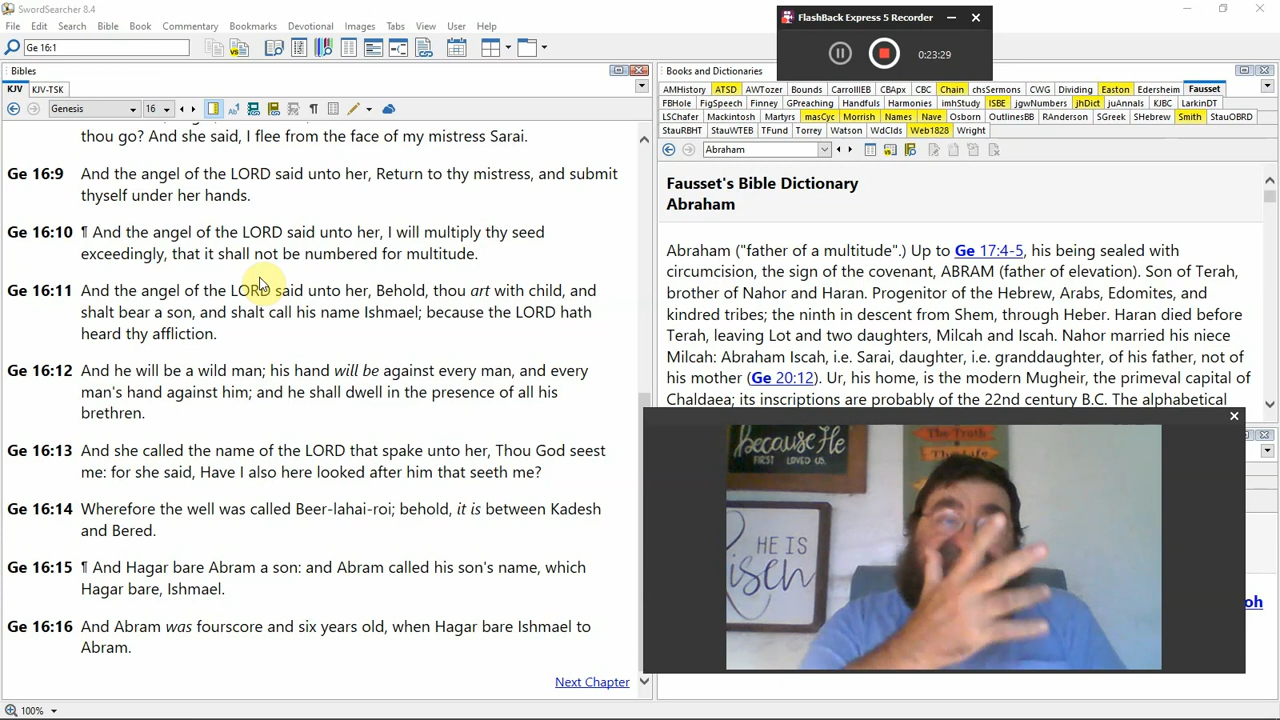 SwordSearcher 8.4
File Edit Search Bible Book Commentary Bookmarks Devotional Images Tabs View User Help
Ge 16:1
Bibles
KJV KJV-TSK
Genesis 16
thou go? And she said, I flee from the face of my mistress Sarai.
Ge 16:9 And the angel of the LORD said unto her, Return to thy mistress, and submit
thyself under her hands.
Ge 16:10 ¶ And the angel of the LORD said unto her, I will multiply thy seed
exceedingly, that it shall not be numbered for multitude.
Ge 16:11 And the angel of the LORD said unto her, Behold, thou art with child, and
shalt bear a son, and shalt call his name Ishmael; because the LORD hath
heard thy affliction.
Ge 16:12 And he will be a wild man; his hand will be against every man, and every
man's hand against him; and he shall dwell in the presence of all his
brethren.
Ge 16:13 And she called the name of the LORD that spake unto her, Thou God seest
me: for she said, Have I also here looked after him that seeth me?
Ge 16:14 Wherefore the well was called Beer-lahai-roi; behold, it is between Kadesh
and Bered.
Ge 16:15 ¶ And Hagar bare Abram a son: and Abram called his son's name, which
Hagar bare, Ishmael.
Ge 16:16 And Abram was fourscore and six years old, when Hagar bare Ishmael to
Abram.
Next Chapter
100%
FlashBack Express 5 Recorder
0:23:29
Books and Dictionaries
AMHistory ATSD AWTozer Bounds CarrollEB CBApx CBC Chain chsSermons CWG Dividing Easton Edersheim Fausset
FBHole FigSpeech Finney GPreaching Handfuls Harmonies imhStudy ISBE jgwNumbers jhDict juAnnals KJBC LarkinDT
LSChafer Mackintosh Martyrs masCyc Morrish Names Nave Osborn OutlinesBB RAnderson SGreek SHebrew Smith StauOBRD
StauRBHT StauWTEB TFund Torrey Watson WdClds Web1828 Wright
Abraham
Fausset's Bible Dictionary
Abraham
Abraham ("father of a multitude".) Up to Ge 17:4-5, his being sealed with
circumcision, the sign of the covenant, ABRAM (father of elevation). Son of Terah,
brother of Nahor and Haran. Progenitor of the Hebrew, Arabs, Edomites, and
kindred tribes; the ninth in descent from Shem, through Heber. Haran died before
Terah, leaving Lot and two daughters, Milcah and Iscah. Nahor married his niece
Milcah: Abraham Iscah, i.e. Sarai, daughter, i.e. granddaughter, of his father, not of
his mother (Ge 20:12). Ur, his home, is the modern Mugheir, the primeval capital of
Chaldaea; its inscriptions are probably of the 22nd century B.C. The alphabetical
because He
FIRST LOVED US.
The Truth
The Life
HE IS
Risen
oh